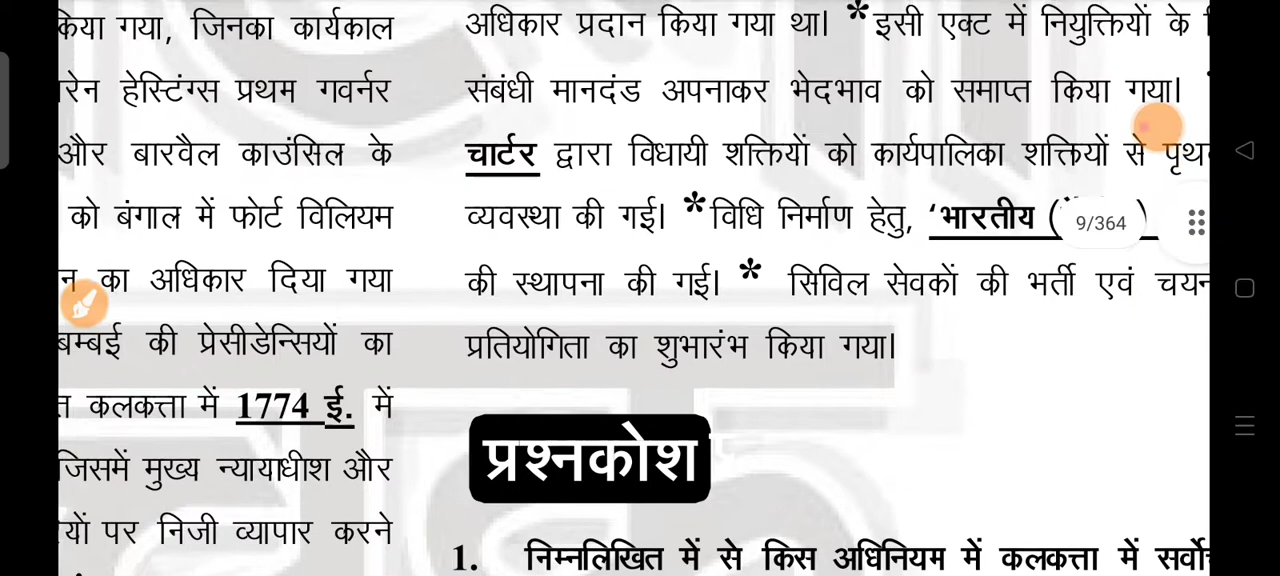 किया गया, जिनका कार्यकाल
हेस्टिंग्स प्रथम गवर्नर
और बारवैल काउंसिल के
को बंगाल में फोर्ट विलियम
का अधिकार दिया गया
बम्बई की प्रेसीडेन्सियों का
कलकत्ता में 1774 ई. में
जिसमें मुख्य न्यायाधीश और
पर निजी व्यापार करने
अधिकार प्रदान किया गया था। *इसी एक्ट में नियुक्तियों के
संबंधी मानदंड अपनाकर भेदभाव को समाप्त किया गया।
चार्टर द्वारा विधायी शक्तियों को कार्यपालिका शक्तियों से
व्यवस्था की गई। *विधि निर्माण हेतु, ‘भारतीय
9/364
की स्थापना की गई। * सिविल सेवकों की भर्ती एवं
प्रतियोगिता का शुभारंभ किया गया।
प्रश्नकोश
1. निम्नलिखित में से किस अधिनियम में कलकत्ता में